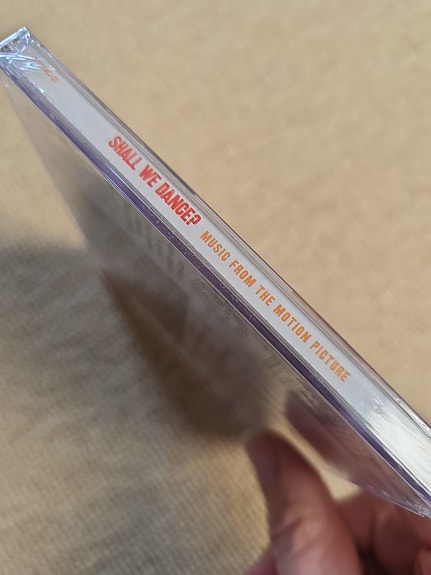 SHALL WE DANCE? MUSIC FROM THE MOTION PICTURE